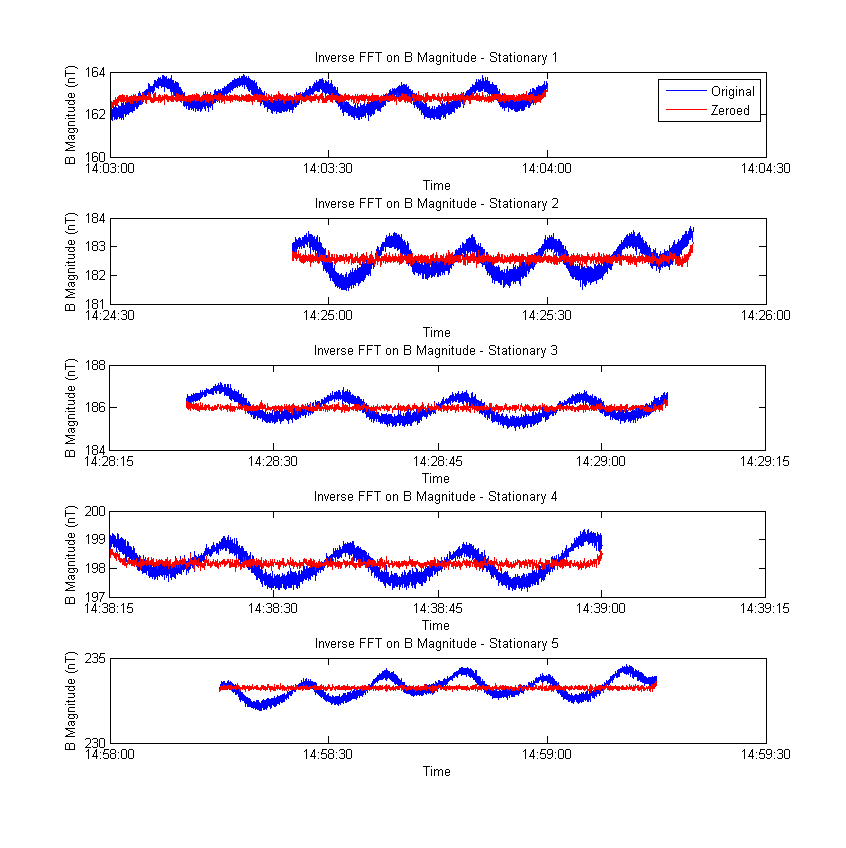 Inverse FFT on B Magnitude - Stationary 1
B Magnitude (nT)
164
162
160
Original
Zeroed
14:03:00 14:03:30 14:04:00 14:04:30
Time
Inverse FFT on B Magnitude - Stationary 2
B Magnitude (nT)
184
183
182
181
14:24:30 14:25:00 14:25:30 14:26:00
Time
Inverse FFT on B Magnitude - Stationary 3
B Magnitude (nT)
188
186
184
14:28:15 14:28:30 14:28:45 14:29:00 14:29:15
Time
Inverse FFT on B Magnitude - Stationary 4
B Magnitude (nT)
200
199
198
197
14:38:15 14:38:30 14:38:45 14:39:00 14:39:15
Time
Inverse FFT on B Magnitude - Stationary 5
B Magnitude (nT)
235
230
14:58:00 14:58:30 14:59:00 14:59:30
Time